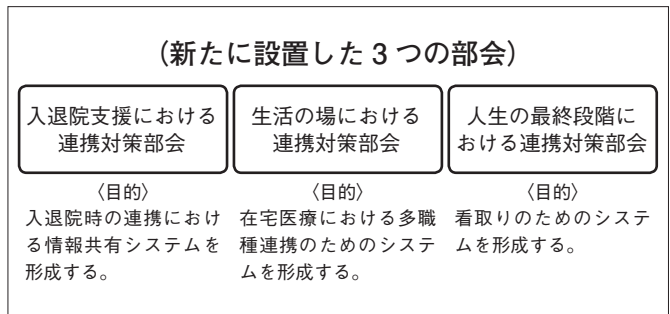 (新たに設置した3つの部会)
入退院支援における
連携対策部会
〈目的〉
入退院時の連携におけ
る情報共有システムを
形成する。
生活の場における
連携対策部会
〈目的〉
在宅医療における多職
種連携のためのシステ
ムを形成する。
人生の最終段階に
おける連携対策部会
〈目的〉
看取りのためのシステ
ムを形成する。